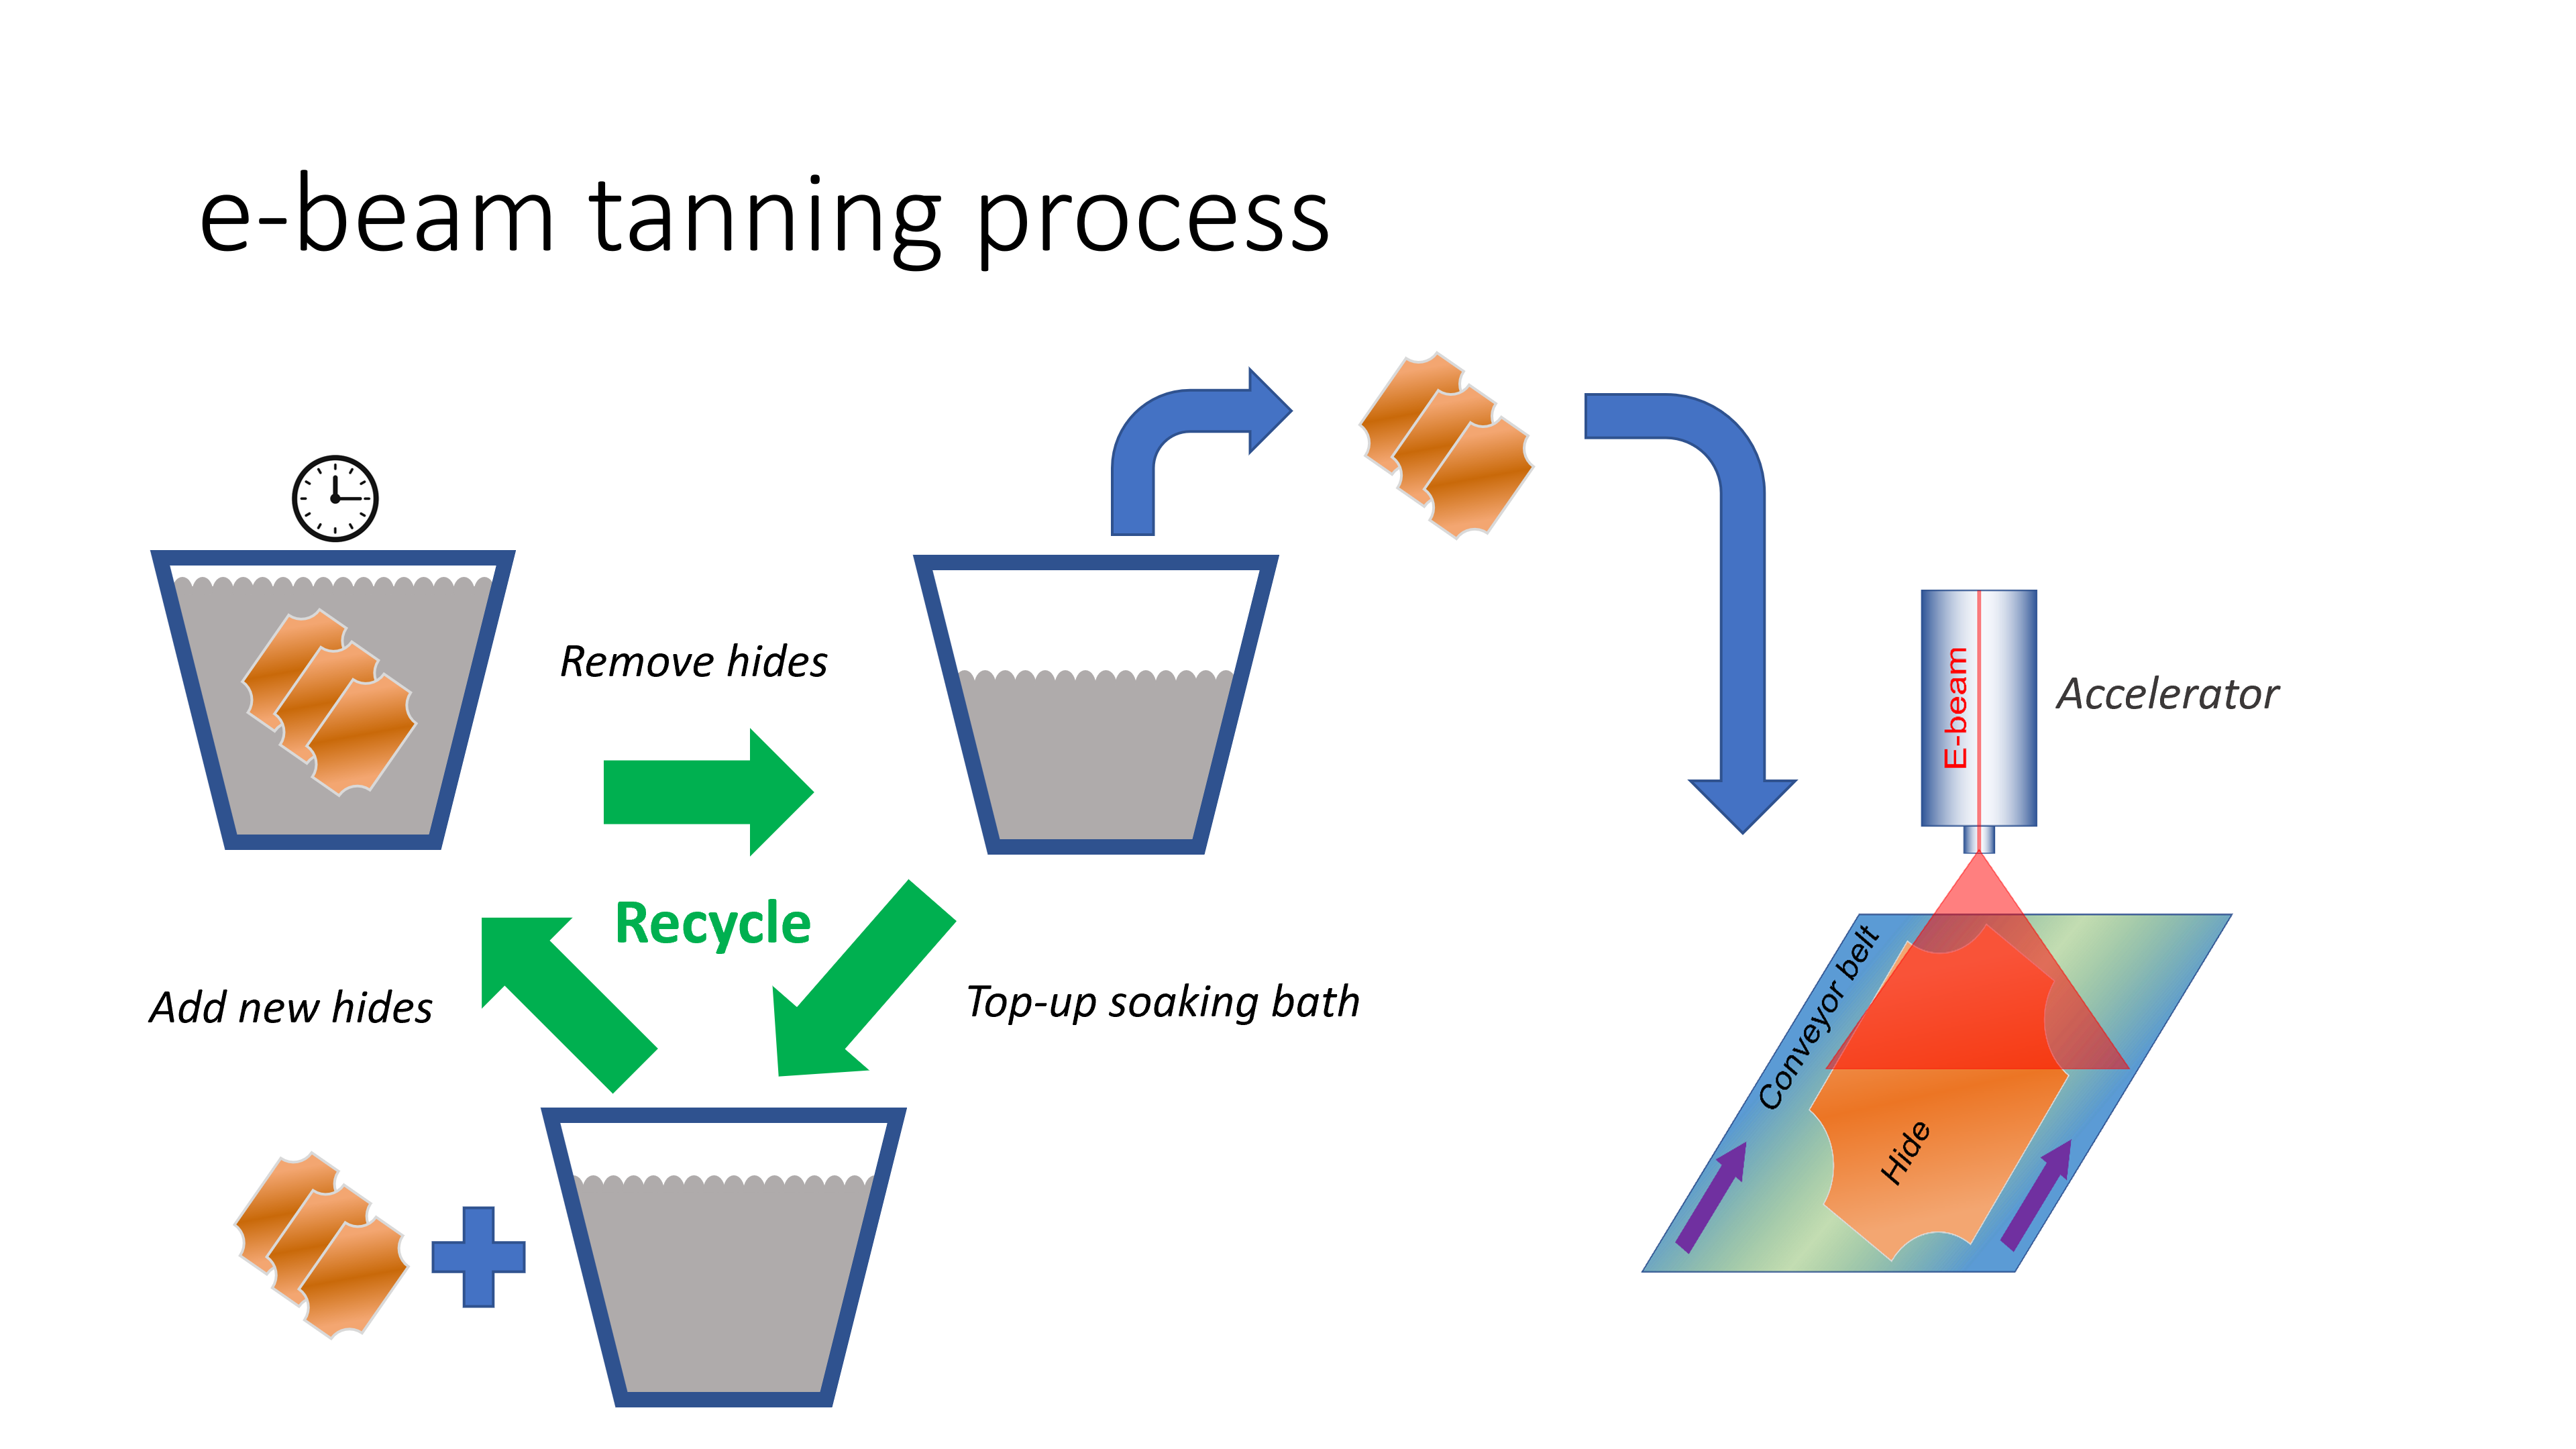 e-beam tanning process
Remove hides
E-beam
Accelerator
Recycle
Add new hides
Top-up soaking bath
Conveyor belt
Hide